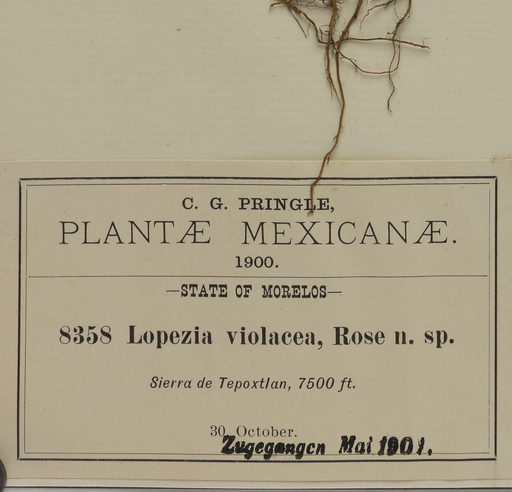 C. G. PRINGLE,
PLANTÆ MEXICANÆ.
1900.
—STATE OF MORELOS—
8358 Lopezia violacea, Rose n. sp.
Sierra de Tepoxtlan, 7500 ft.
30. October.
Zugegangen Mai 1901.